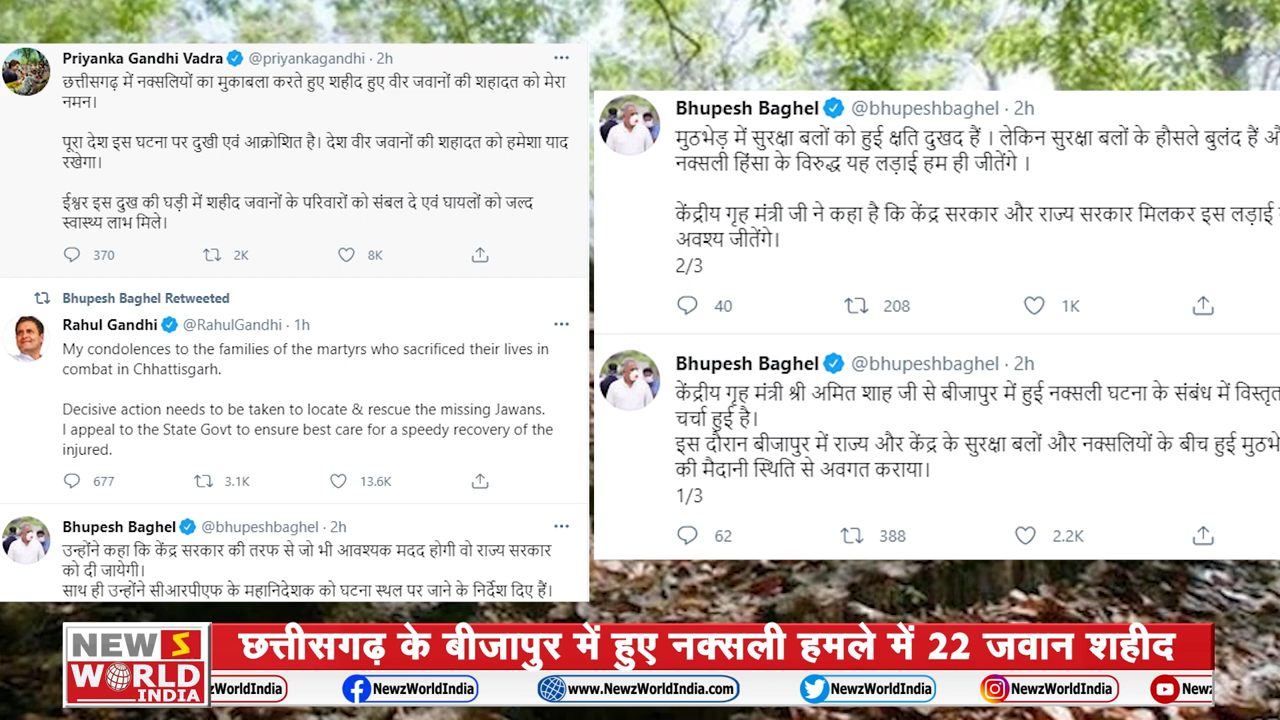 Priyanka Gandhi Vadra @priyankagandhi · 2h
छत्तीसगढ़ में नक्सलियों का मुकाबला करते हुए शहीद हुए वीर जवानों की शहादत को मेरा
नमन।
पूरा देश इस घटना पर दुखी एवं आक्रोशित है। देश वीर जवानों की शहादत को हमेशा याद
रखेगा।
ईश्वर इस दुख की घड़ी में शहीद जवानों के परिवारों को संबल दे एवं घायलों को जल्द
स्वास्थ्य लाभ मिले।
370 2K 8K
Bhupesh Baghel Retweeted
Rahul Gandhi @RahulGandhi · 1h
My condolences to the families of the martyrs who sacrificed their lives in
combat in Chhattisgarh.
Decisive action needs to be taken to locate & rescue the missing Jawans.
I appeal to the State Govt to ensure best care for a speedy recovery of the
injured.
677 3.1K 13.6K
Bhupesh Baghel @bhupeshbaghel · 2h
उन्होंने कहा कि केंद्र सरकार की तरफ से जो भी आवश्यक मदद होगी वो राज्य सरकार
को दी जायेगी।
साथ ही उन्होंने सीआरपीएफ के महानिदेशक को घटना स्थल पर जाने के निर्देश दिए हैं।
Bhupesh Baghel @bhupeshbaghel · 2h
मुठभेड़ में सुरक्षा बलों को हुई क्षति दुखद हैं । लेकिन सुरक्षा बलों के हौसले बुलंद हैं
नक्सली हिंसा के विरुद्ध यह लड़ाई हम ही जीतेंगे ।
केंद्रीय गृह मंत्री जी ने कहा है कि केंद्र सरकार और राज्य सरकार मिलकर इस लड़ाई
अवश्य जीतेंगे।
2/3
40 208 1K
Bhupesh Baghel @bhupeshbaghel · 2h
केंद्रीय गृह मंत्री श्री अमित शाह जी से बीजापुर में हुई नक्सली घटना के संबंध में विस्तृत
चर्चा हुई है।
इस दौरान बीजापुर में राज्य और केंद्र के सुरक्षा बलों और नक्सलियों के बीच हुई
की मैदानी स्थिति से अवगत कराया।
1/3
62 388 2.2K
NEWS
WORLD
INDIA
छत्तीसगढ़ के बीजापुर में हुए नक्सली हमले में 22 जवान शहीद
zWorldIndia NewzWorldIndia www.NewzWorldIndia.com NewzWorldIndia NewzWorldIndia Newz